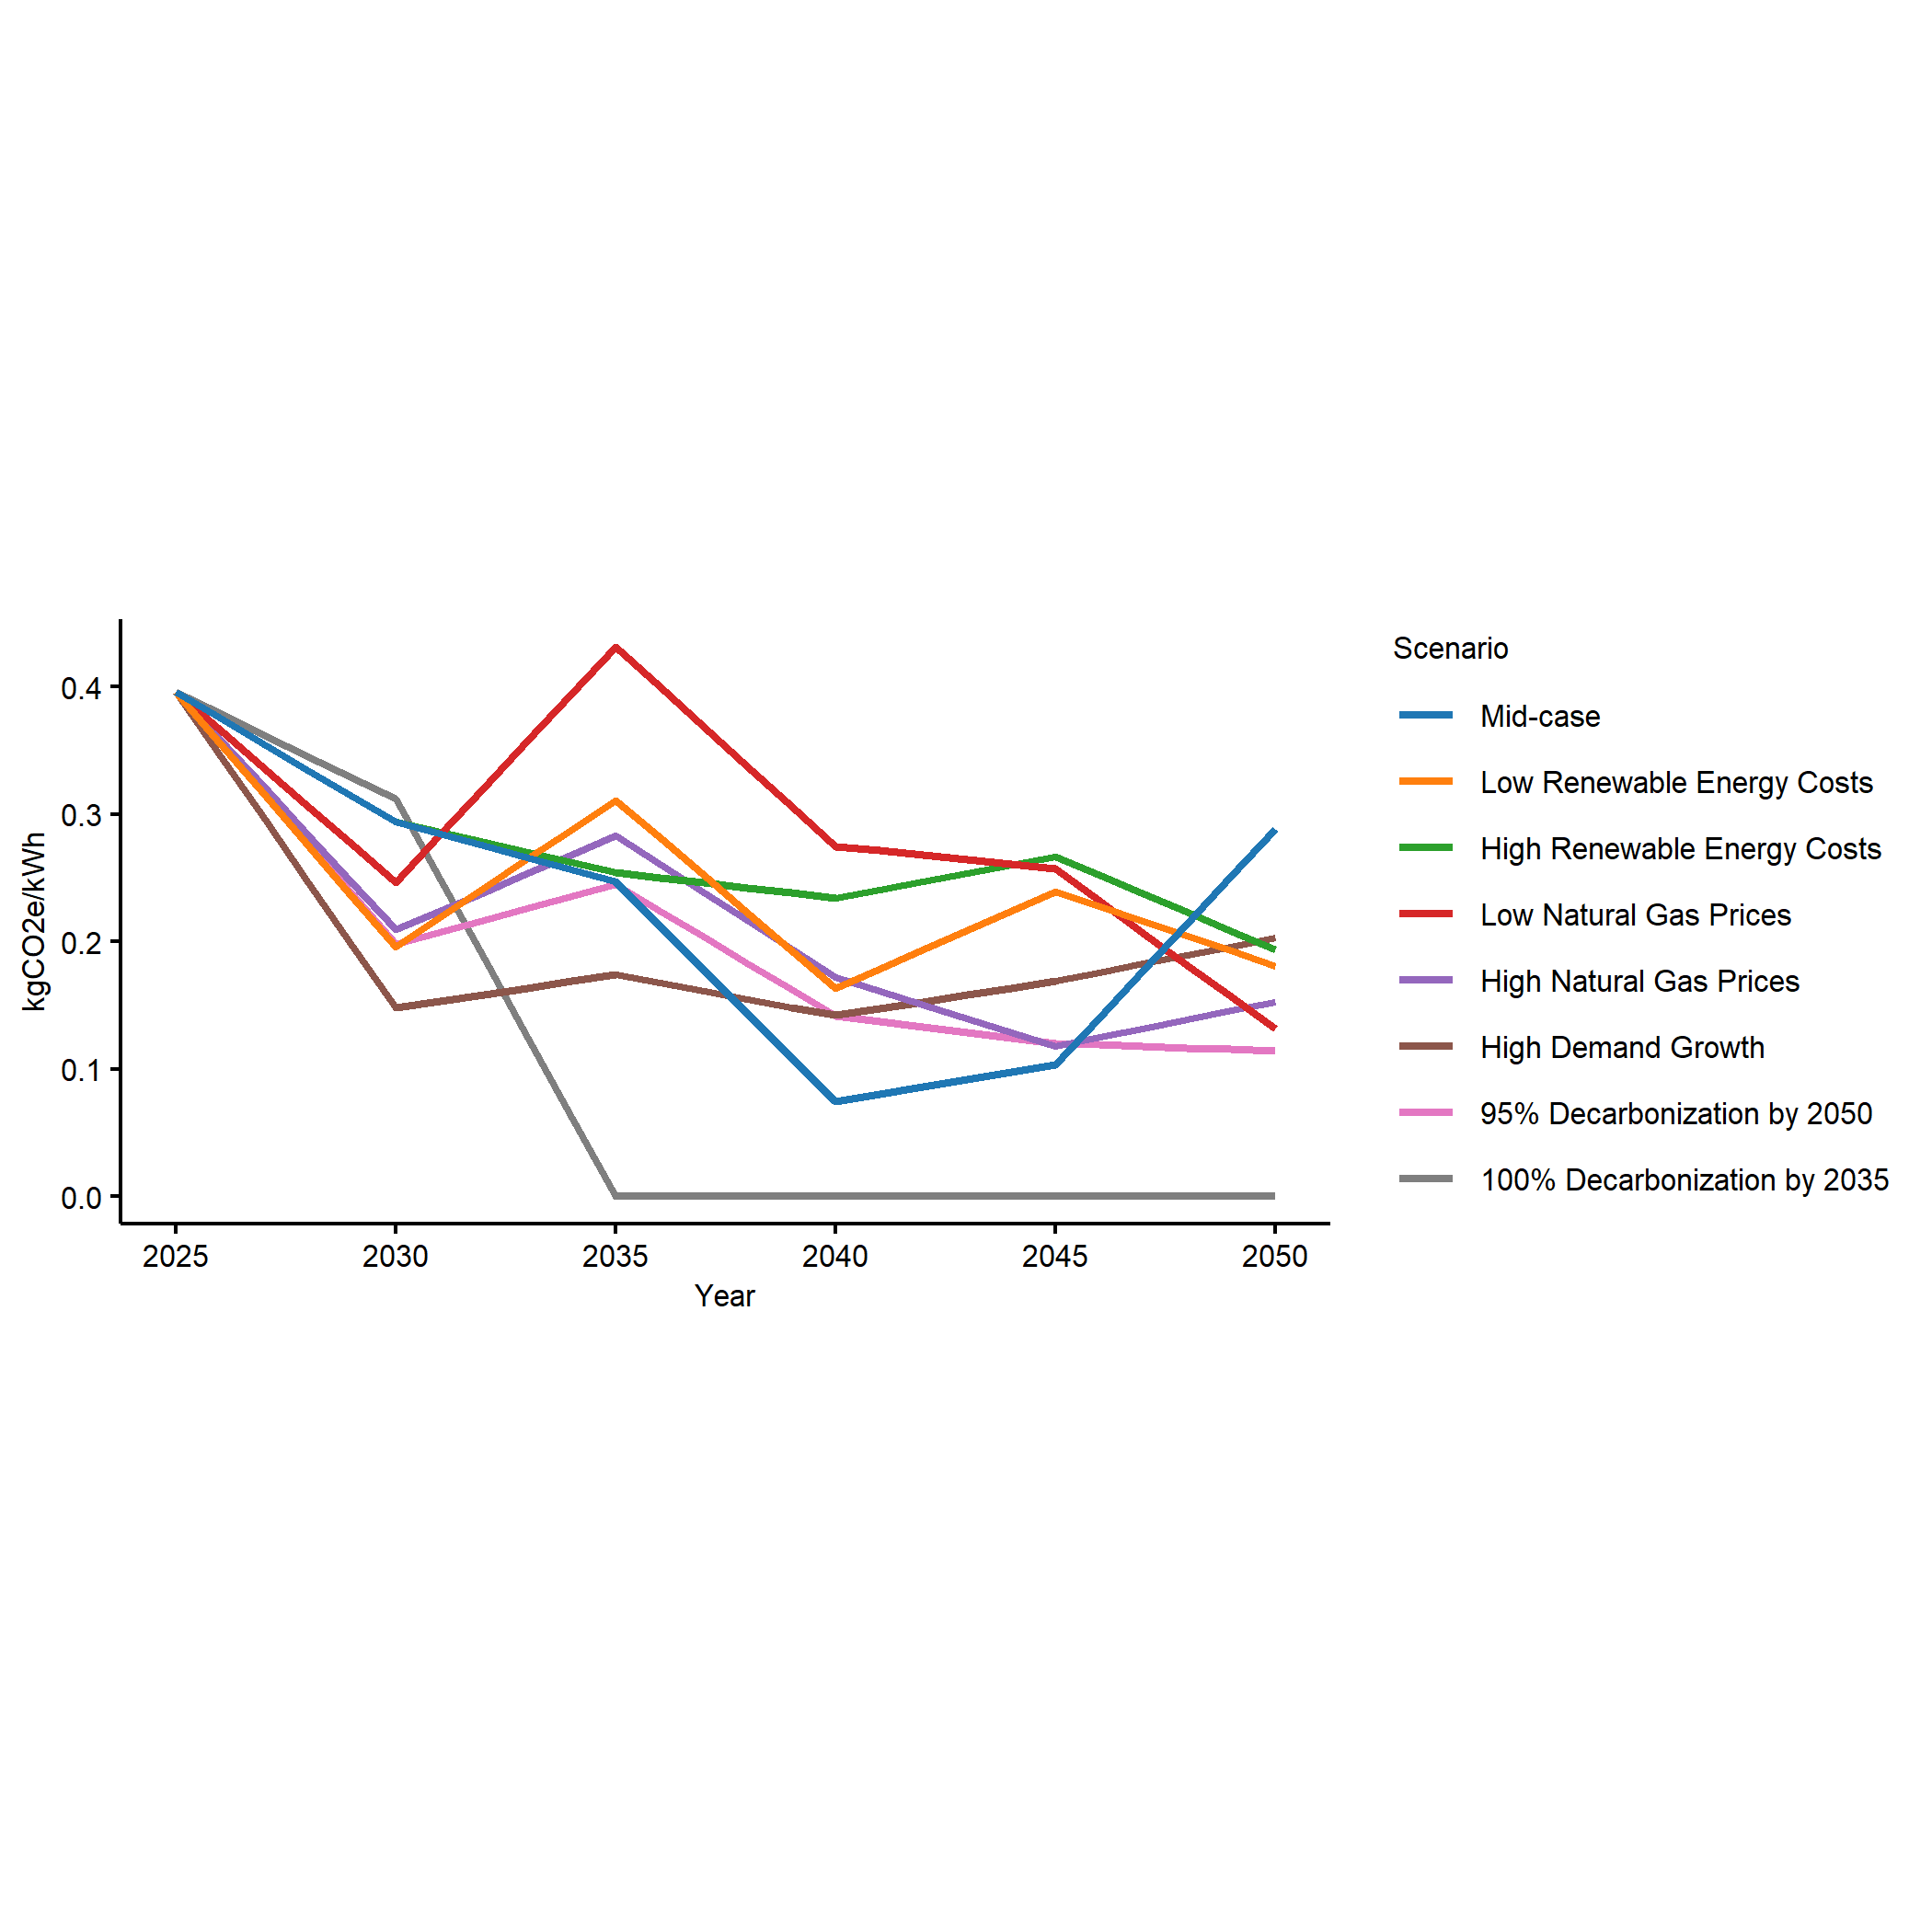 kgCO2e/kWh
0.4
0.3
0.2
0.1
0.0
2025 2030 2035 2040 2045 2050
Year
Scenario
Mid-case
Low Renewable Energy Costs
High Renewable Energy Costs
Low Natural Gas Prices
High Natural Gas Prices
High Demand Growth
95% Decarbonization by 2050
100% Decarbonization by 2035